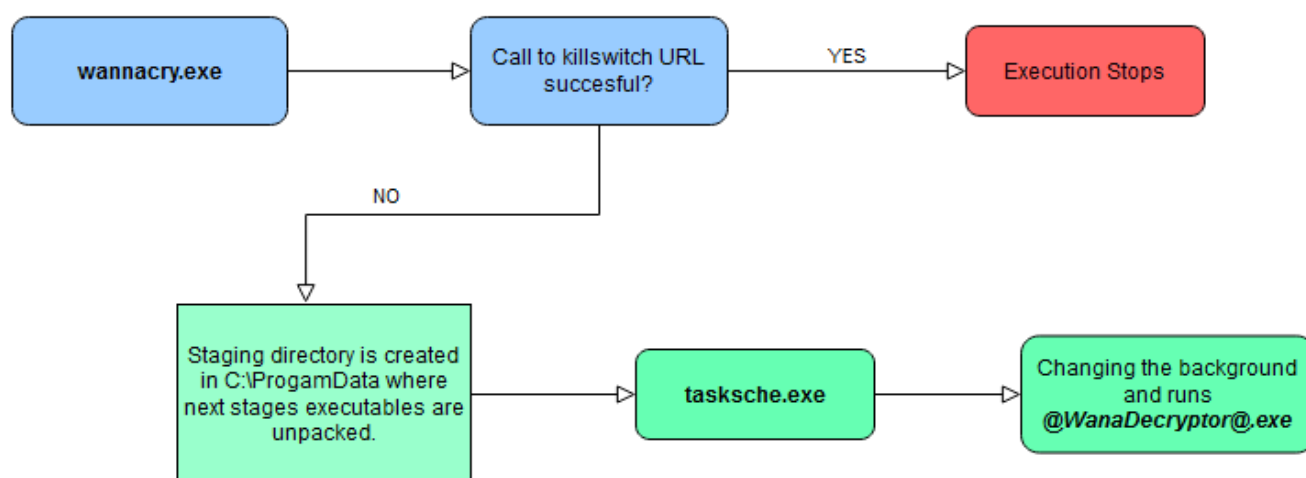 wannacry.exe
Call to killswitch URL
succesful?
YES
Execution Stops
NO
Staging directory is created
in C:\ProgamData where
next stages executables are
unpacked.
tasksche.exe
Changing the background
and runs
@WanaDecryptor@.exe